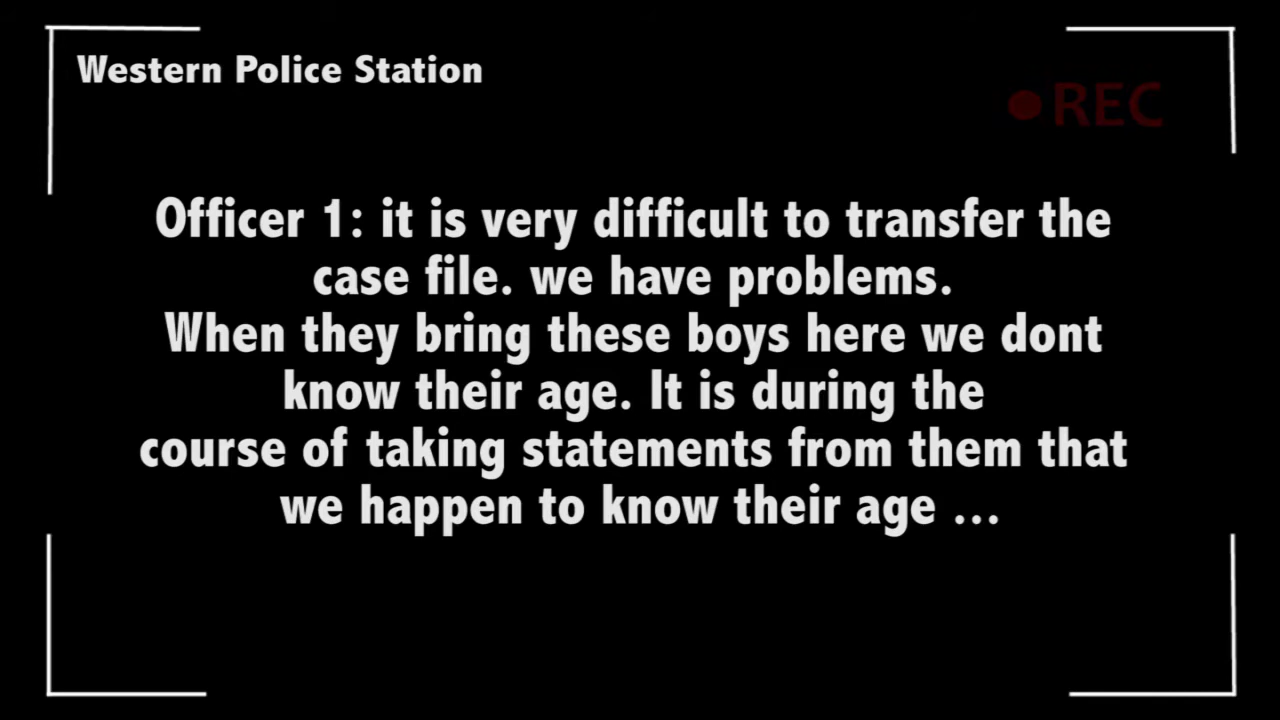 Western Police Station
REC
Officer 1: it is very difficult to transfer the
case file. we have problems.
When they bring these boys here we dont
know their age. It is during the
course of taking statements from them that
we happen to know their age ...